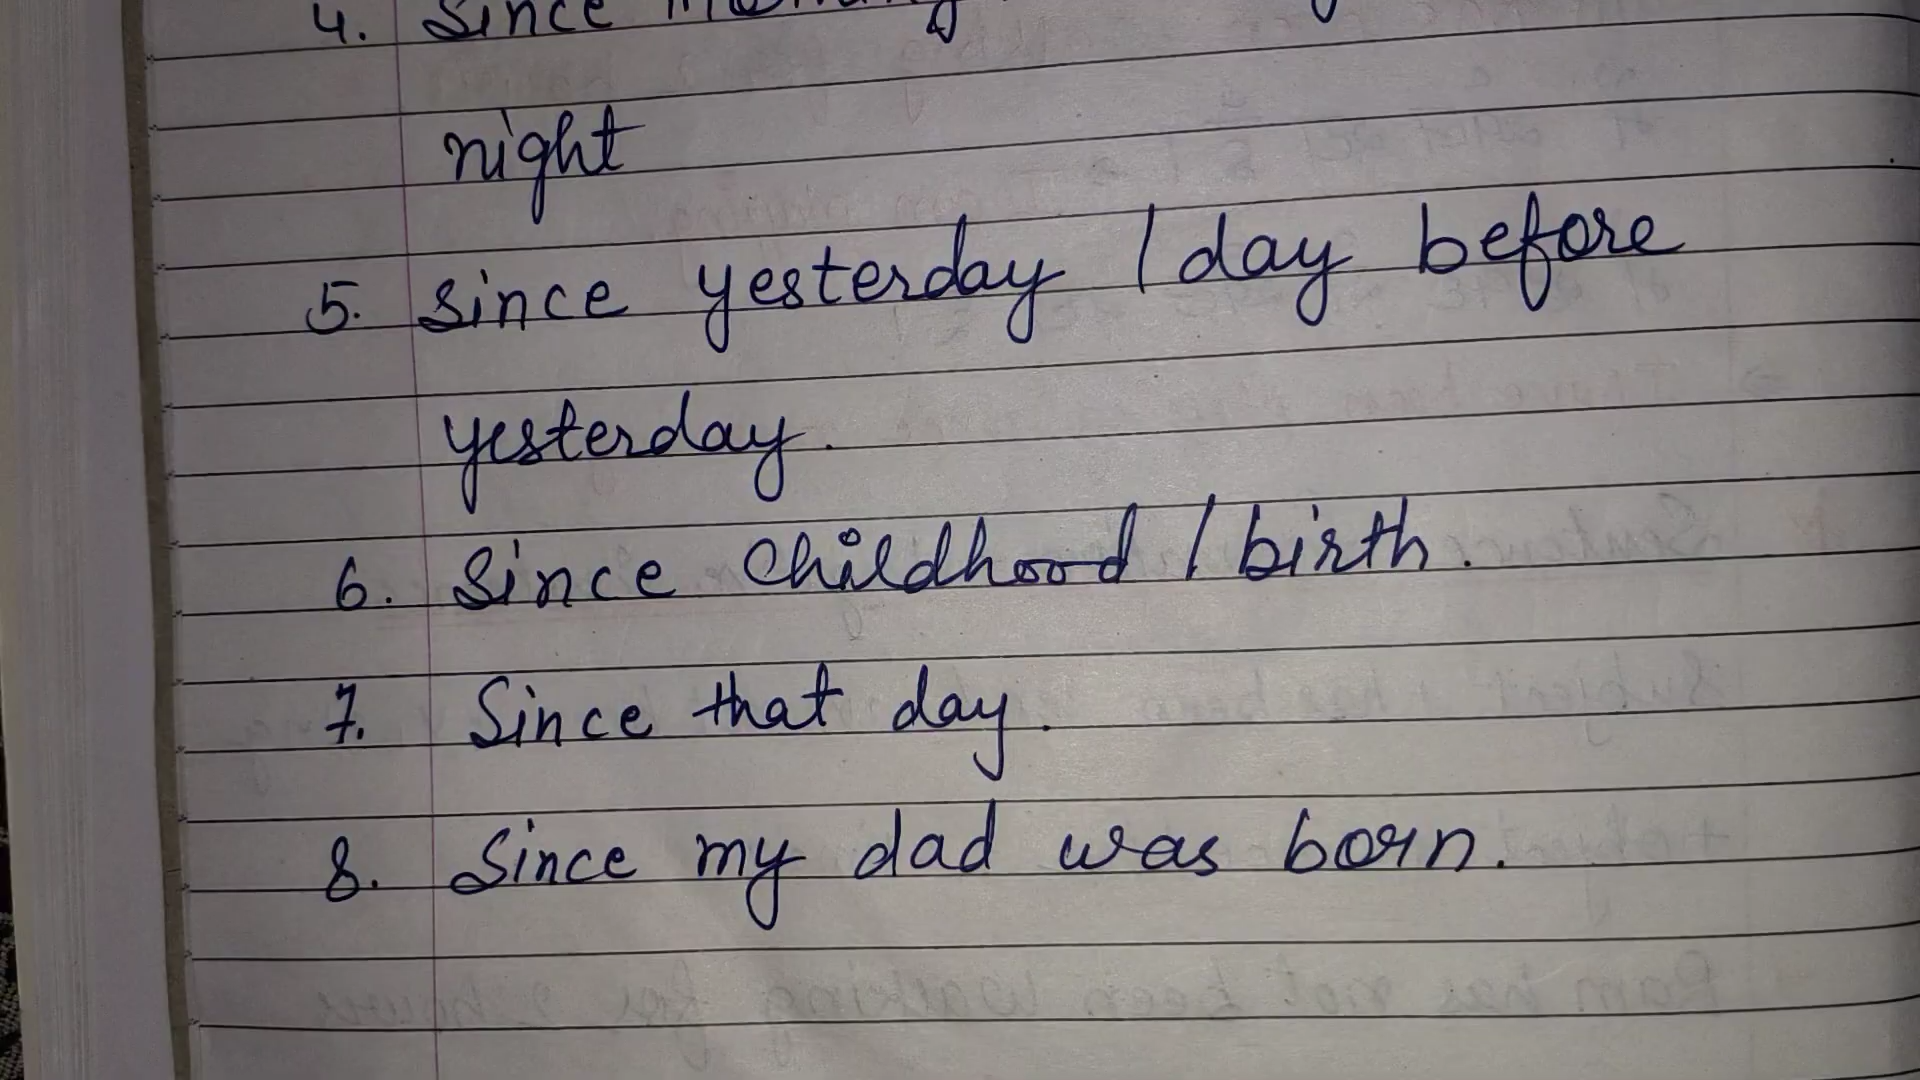 4. Since
night
5. Since yesterday / day before
yesterday.
6. Since Childhood / birth.
7. Since that day.
8. Since my dad was born.